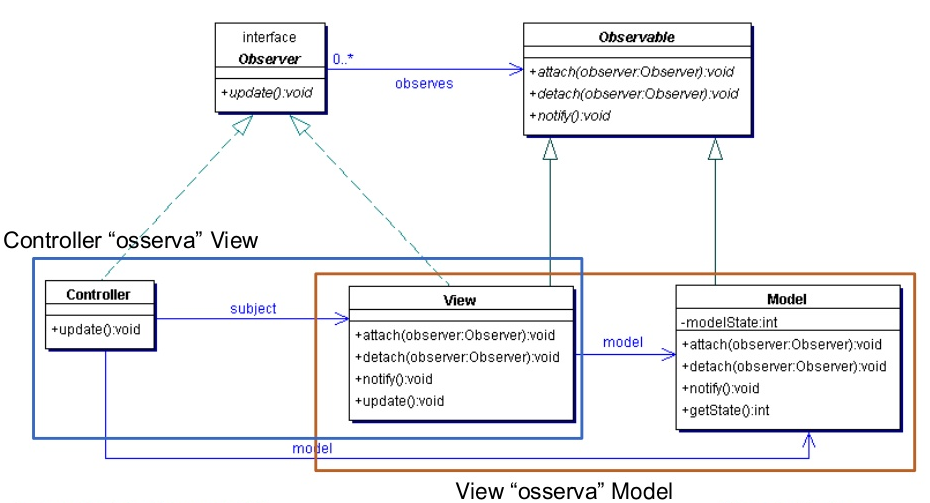 interface
Observer
+update():void
0..*
observes
Observable
+attach(observer:Observer):void
+detach(observer:Observer):void
+notify():void
Controller “osserva” View
Controller
+update():void
subject
View
+attach(observer:Observer):void
+detach(observer:Observer):void
+notify():void
+update():void
model
Model
-modelState:int
+attach(observer:Observer):void
+detach(observer:Observer):void
+notify():void
+getState():int
model
View “osserva” Model